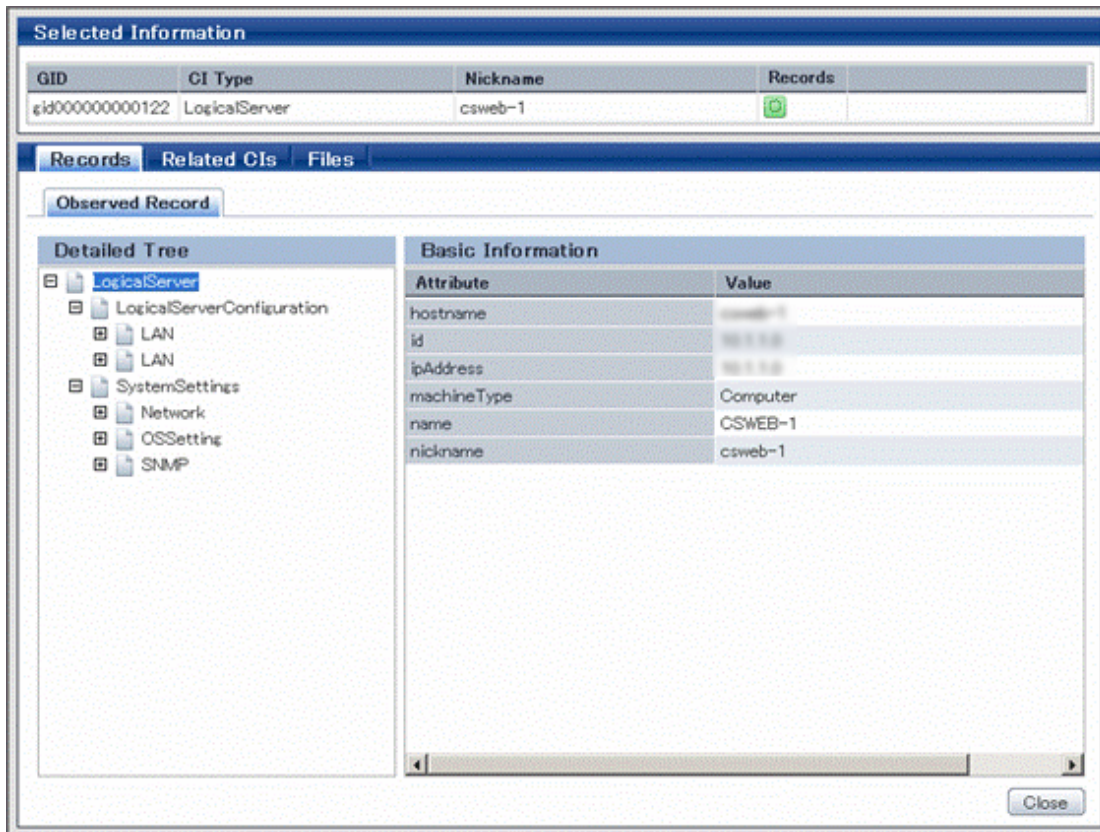 Selected Information
GID CI Type Nickname Records
gid000000000122 LogicalServer csweb-1
Records Related CIs Files
Observed Record
Detailed Tree
LogicalServer
LogicalServerConfiguration
LAN
LAN
SystemSettings
Network
OSSetting
SNMP
Basic Information
Attribute Value
hostname
id
ipAddress
machineType Computer
name CSWEB-1
nickname csweb-1
Close